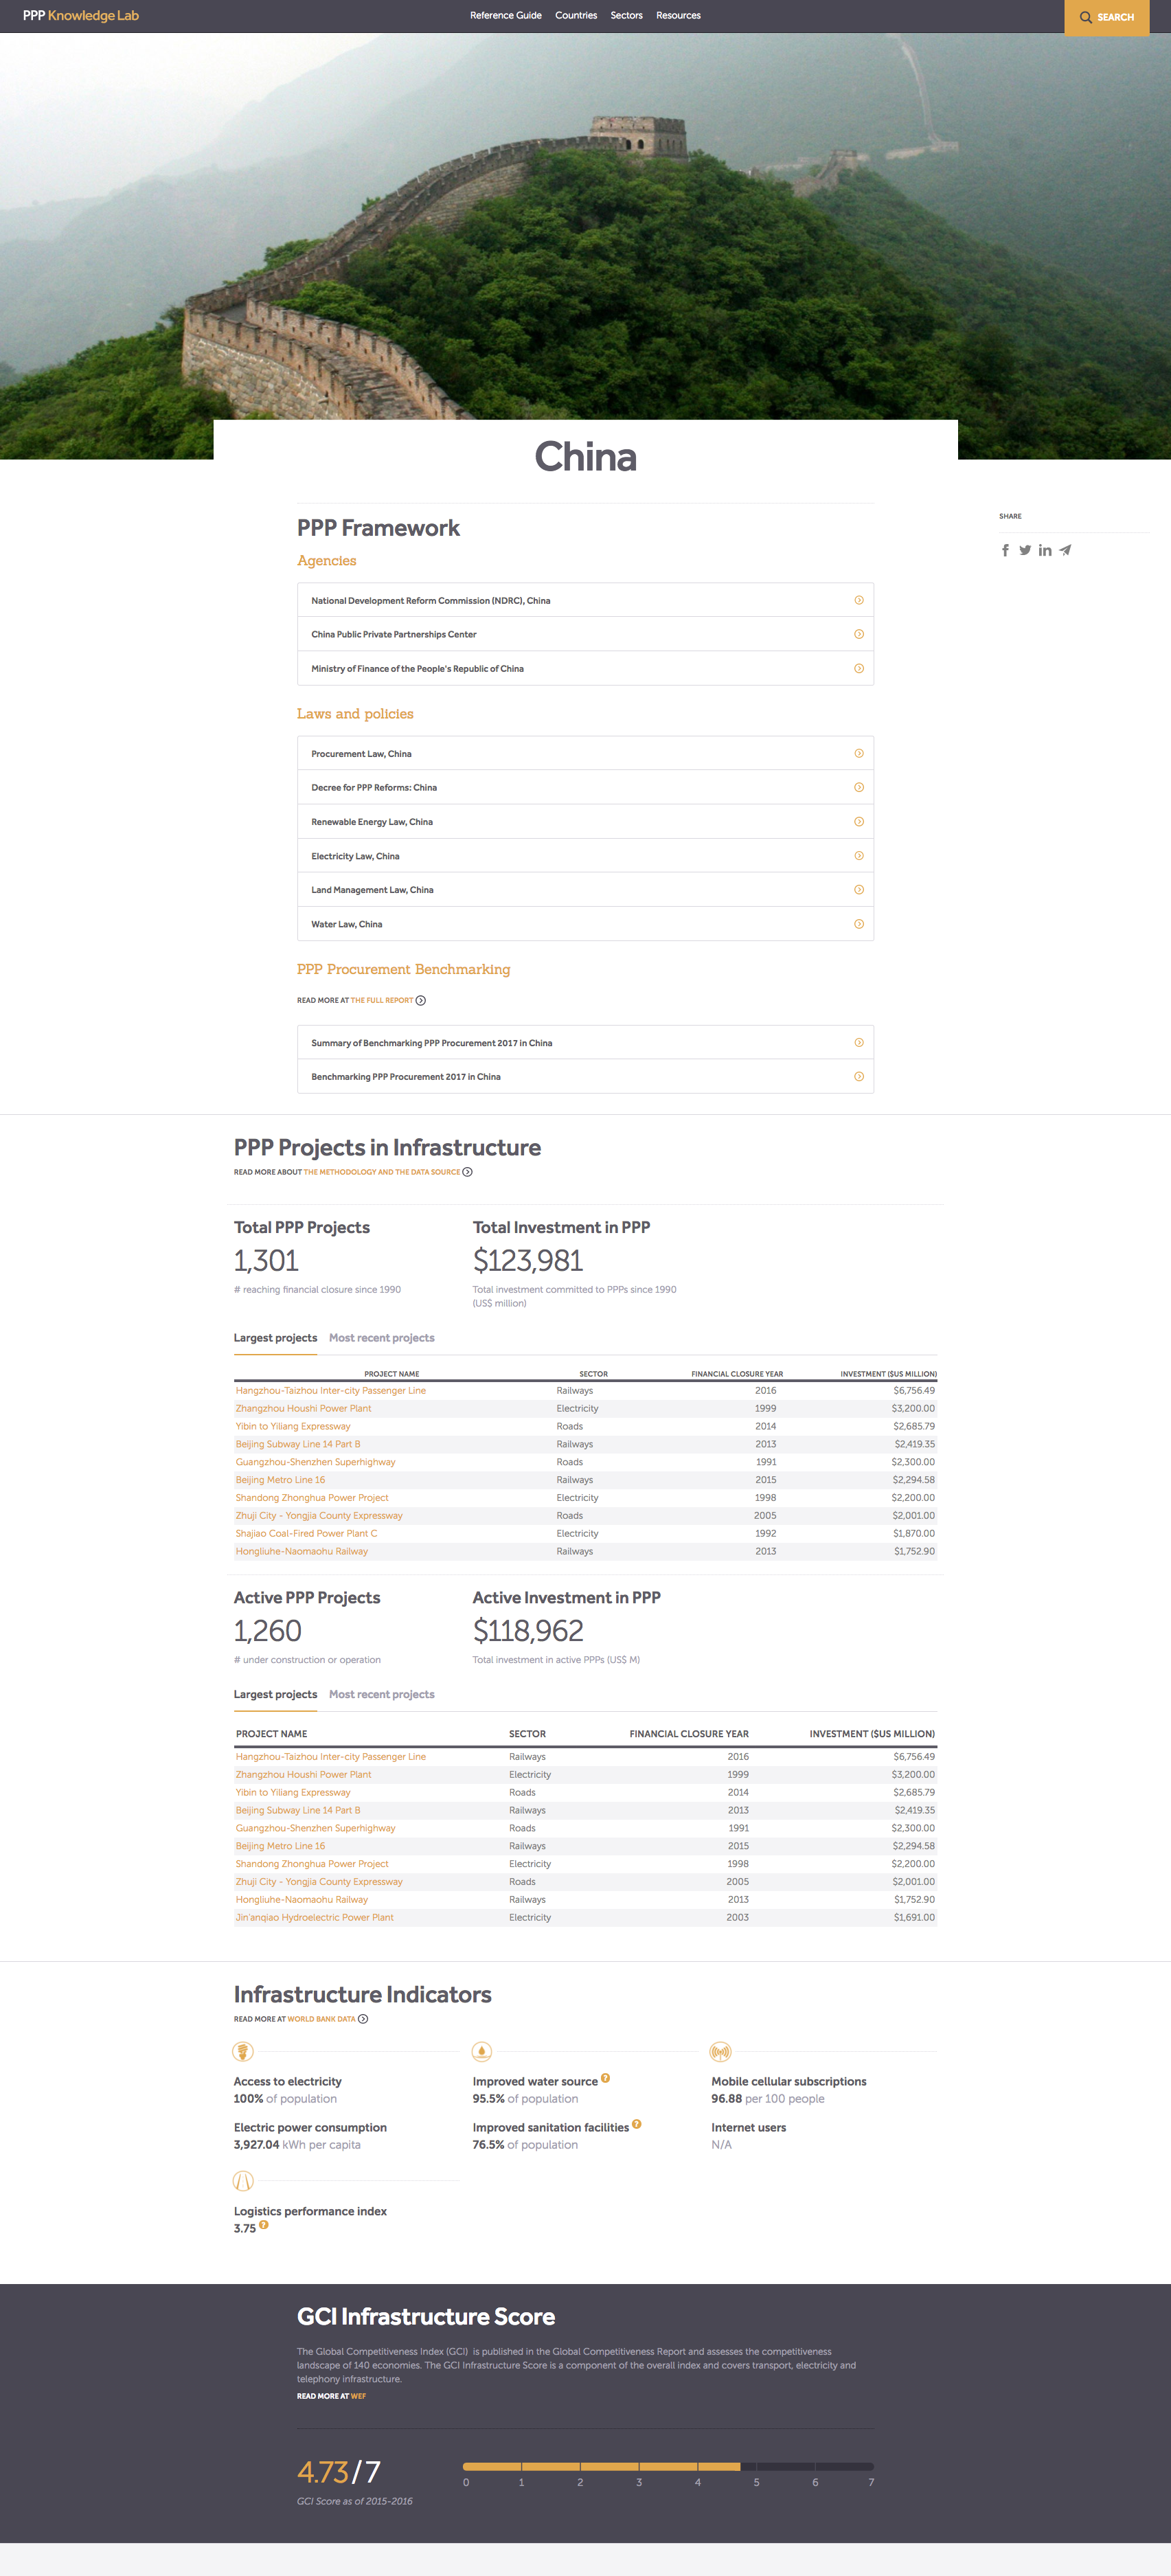 PPP Knowledge Lab
Reference Guide Countries Sectors Resources
SEARCH
China
SHARE
PPP Framework
Agencies
National Development Reform Commission (NDRC), China
China Public Private Partnerships Center
Ministry of Finance of the People's Republic of China
Laws and policies
Procurement Law, China
Decree for PPP Reforms: China
Renewable Energy Law, China
Electricity Law, China
Land Management Law, China
Water Law, China
PPP Procurement Benchmarking
READ MORE AT THE FULL REPORT
Summary of Benchmarking PPP Procurement 2017 in China
Benchmarking PPP Procurement 2017 in China
PPP Projects in Infrastructure
READ MORE ABOUT THE METHODOLOGY AND THE DATA SOURCE
Total PPP Projects
1,301
# reaching financial closure since 1990
Total Investment in PPP
$123,981
Total investment committed to PPPs since 1990
(US$ million)
Largest projects Most recent projects
PROJECT NAME SECTOR FINANCIAL CLOSURE YEAR INVESTMENT ($US MILLION)
Hangzhou-Taizhou Inter-city Passenger Line Railways 2016 $6,756.49
Zhangzhou Houshi Power Plant Electricity 1999 $3,200.00
Yibin to Yiliang Expressway Roads 2014 $2,685.79
Beijing Subway Line 14 Part B Railways 2013 $2,419.35
Guangzhou-Shenzhen Superhighway Roads 1991 $2,300.00
Beijing Metro Line 16 Railways 2015 $2,294.58
Shandong Zhonghua Power Project Electricity 1998 $2,200.00
Zhuji City - Yongjia County Expressway Roads 2005 $2,001.00
Shajiao Coal-Fired Power Plant C Electricity 1992 $1,870.00
Hongliuhe-Naomaohu Railway Railways 2013 $1,752.90
Active PPP Projects
1,260
# under construction or operation
Active Investment in PPP
$118,962
Total investment in active PPPs (US$ M)
Largest projects Most recent projects
PROJECT NAME SECTOR FINANCIAL CLOSURE YEAR INVESTMENT ($US MILLION)
Hangzhou-Taizhou Inter-city Passenger Line Railways 2016 $6,756.49
Zhangzhou Houshi Power Plant Electricity 1999 $3,200.00
Yibin to Yiliang Expressway Roads 2014 $2,685.79
Beijing Subway Line 14 Part B Railways 2013 $2,419.35
Guangzhou-Shenzhen Superhighway Roads 1991 $2,300.00
Beijing Metro Line 16 Railways 2015 $2,294.58
Shandong Zhonghua Power Project Electricity 1998 $2,200.00
Zhuji City - Yongjia County Expressway Roads 2005 $2,001.00
Hongliuhe-Naomaohu Railway Railways 2013 $1,752.90
Jin'anqiao Hydroelectric Power Plant Electricity 2003 $1,691.00
Infrastructure Indicators
READ MORE AT WORLD BANK DATA
Access to electricity
100% of population
Electric power consumption
3,927.04 kWh per capita
Improved water source ?
95.5% of population
Improved sanitation facilities ?
76.5% of population
Mobile cellular subscriptions
96.88 per 100 people
Internet users
N/A
Logistics performance index
3.75 ?
GCI Infrastructure Score
The Global Competitiveness Index (GCI) is published in the Global Competitiveness Report and assesses the competitiveness
landscape of 140 economies. The GCI Infrastructure Score is a component of the overall index and covers transport, electricity and
telephony infrastructure.
READ MORE AT WEF
4.73/7
GCI Score as of 2015-2016
0 1 2 3 4 5 6 7